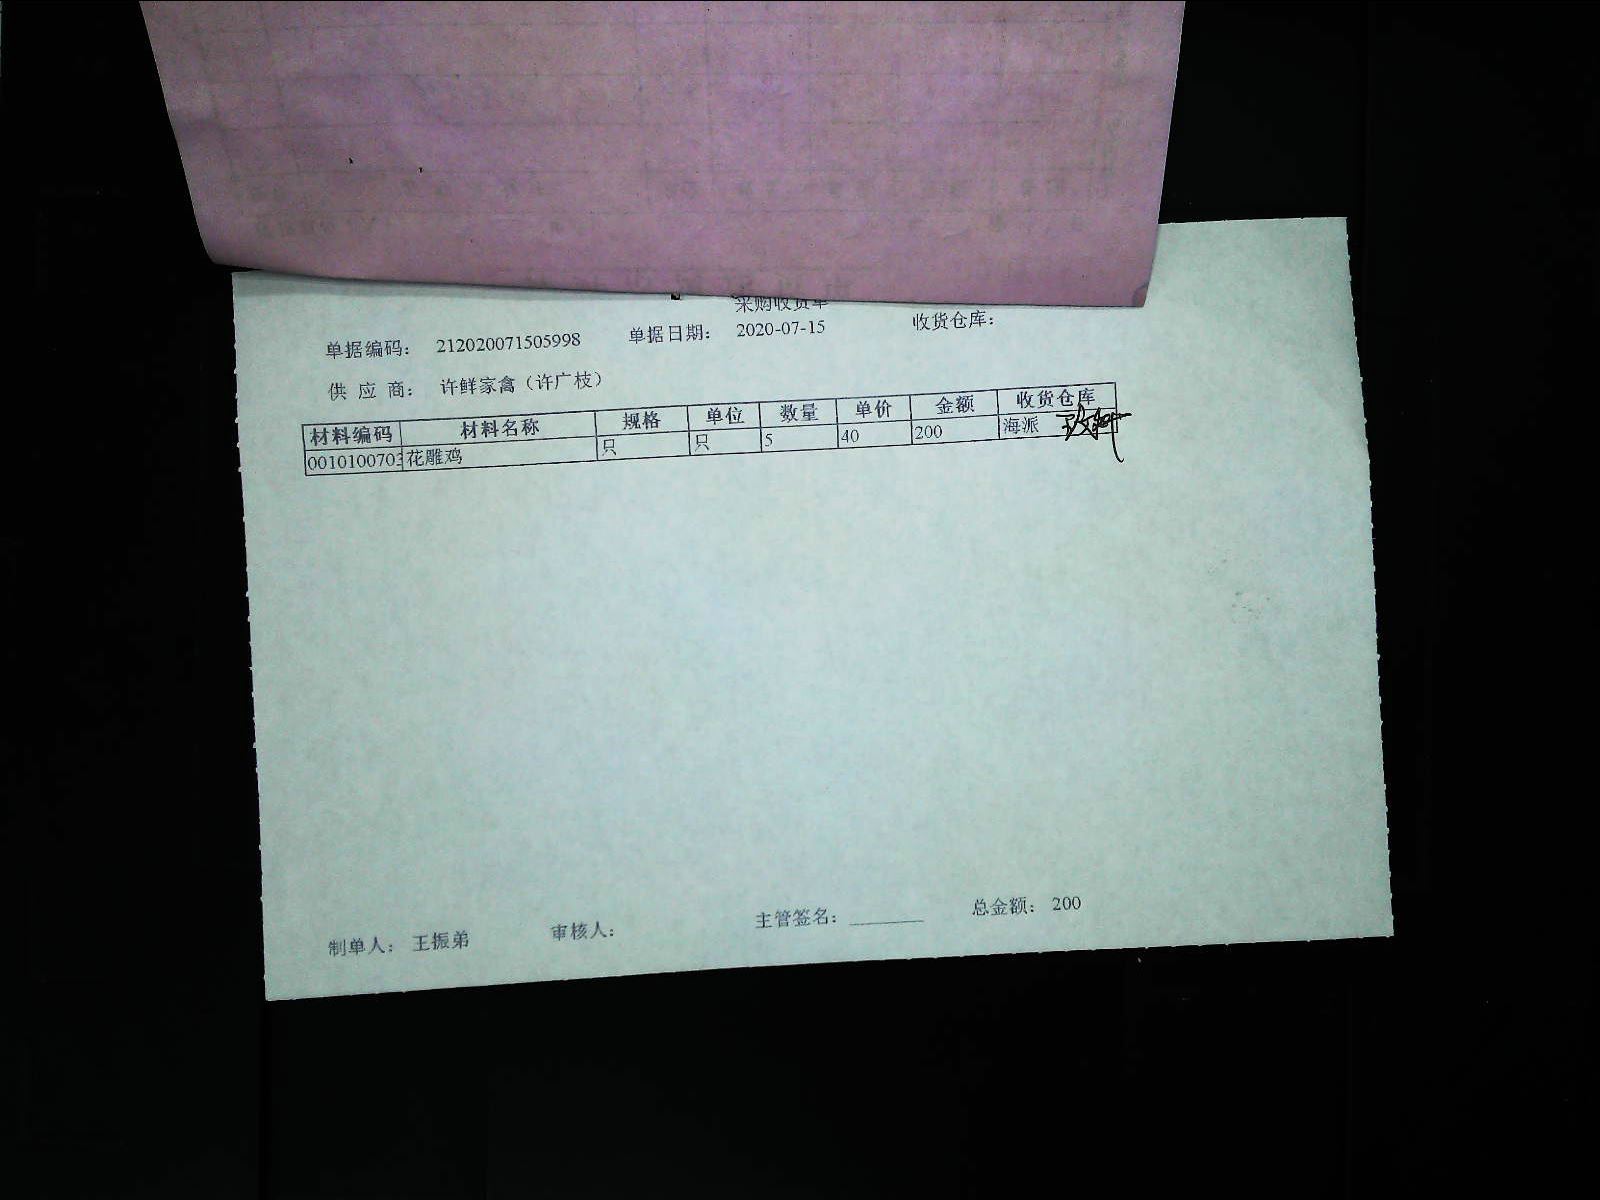 采购收货单
单据编码： 212020071505998 单据日期： 2020-07-15 收货仓库：
供 应 商： 许鲜家禽（许广枝）
材料编码 材料名称 规格 单位 数量 单价 金额 收货仓库
0010100703 花雕鸡 只 只 5 40 200 海派
制单人： 王振弟 审核人： 主管签名： 总金额： 200